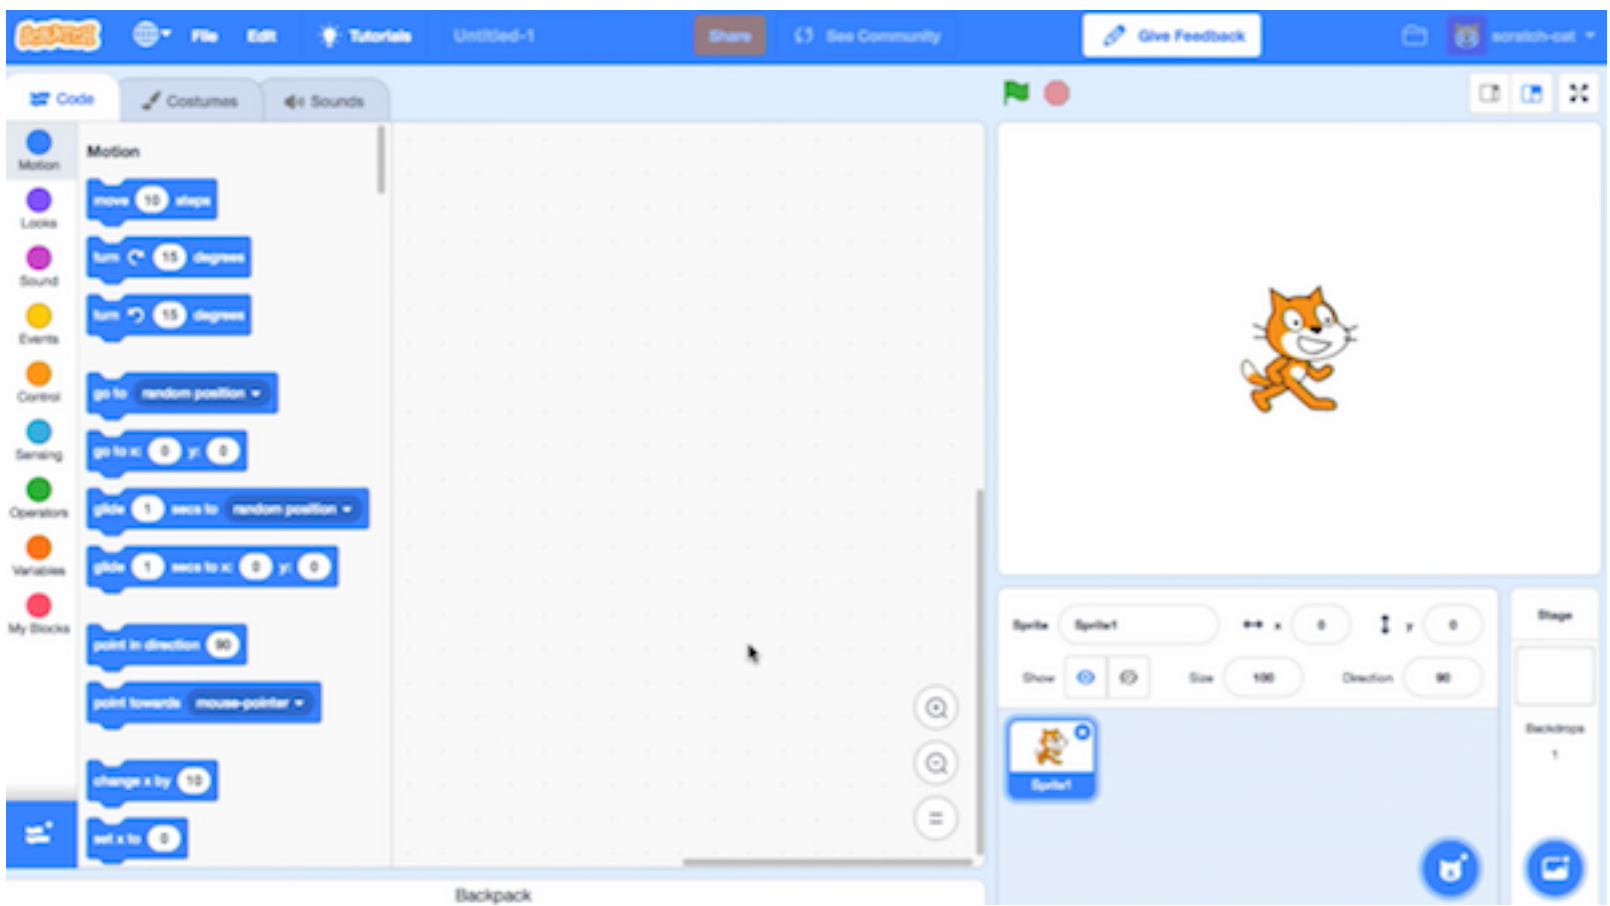 SCRATCH
File Edit Tutorials Untitled-1 Share See Community Give Feedback scratch-cat
Code Costumes Sounds
Motion
Looks
Sound
Events
Control
Sensing
Operators
Variables
My Blocks
Motion
move 10 steps
turn 15 degrees
turn 15 degrees
go to random position
go to x: 0 y: 0
glide 1 secs to random position
glide 1 secs to x: 0 y: 0
point in direction 90
point towards mouse-pointer
change x by 10
set x to 0
Backpack
Sprite Sprite1 x 0 y 0
Show Size 100 Direction 90
Sprite1
Stage
Backdrops
1